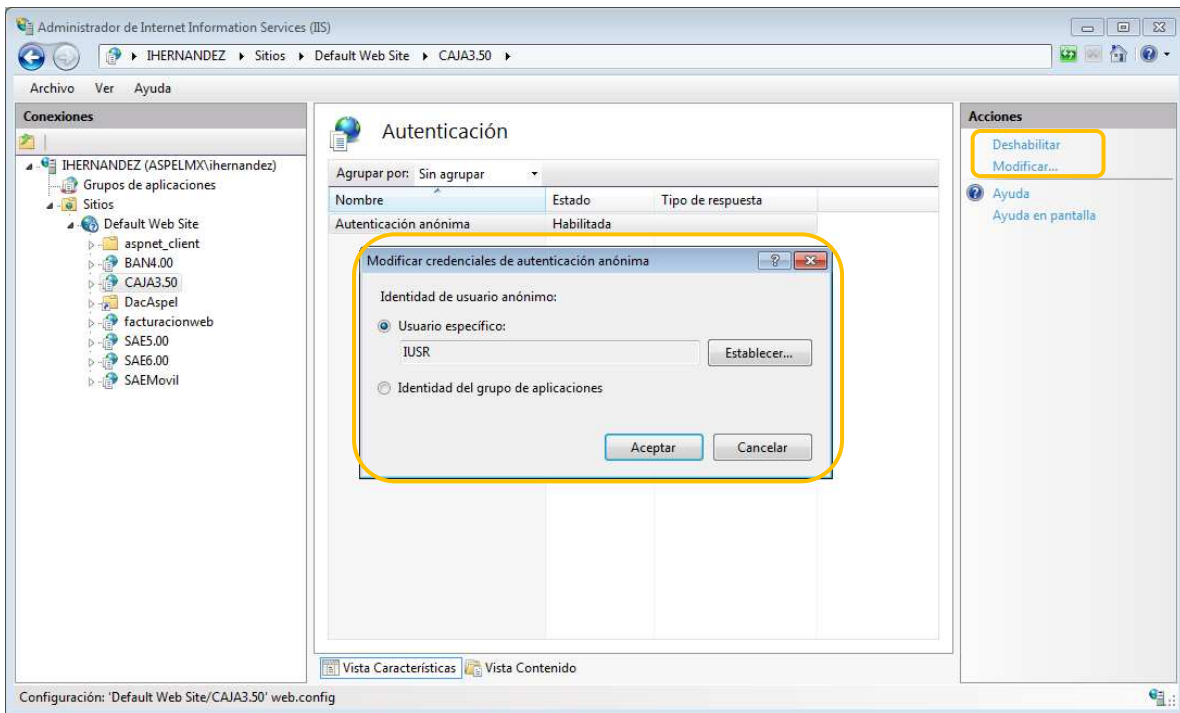 Administrador de Internet Information Services (IIS)
IHERNANDEZ Sitios Default Web Site CAJA3.50
Archivo Ver Ayuda
Conexiones
IHERNANDEZ (ASPELMX\ihernandez)
Grupos de aplicaciones
Sitios
Default Web Site
aspnet_client
BAN4.00
CAJA3.50
DacAspel
facturacionweb
SAE5.00
SAE6.00
SAEMovil
Autenticación
Agrupar por: Sin agrupar
Nombre Estado Tipo de respuesta
Autenticación anónima Habilitada
Modificar credenciales de autenticación anónima
Identidad de usuario anónimo:
Usuario específico:
IUSR Establecer...
Identidad del grupo de aplicaciones
Aceptar Cancelar
Vista Características Vista Contenido
Acciones
Deshabilitar
Modificar...
Ayuda
Ayuda en pantalla
Configuración: 'Default Web Site/CAJA3.50' web.config